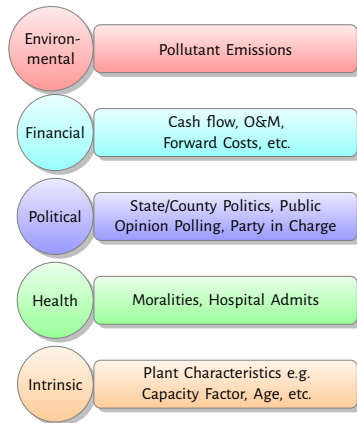 Environ-
mental
Pollutant Emissions
Financial
Cash flow, O&M,
Forward Costs, etc.
Political
State/County Politics, Public
Opinion Polling, Party in Charge
Health
Moralities, Hospital Admits
Intrinsic
Plant Characteristics e.g.
Capacity Factor, Age, etc.